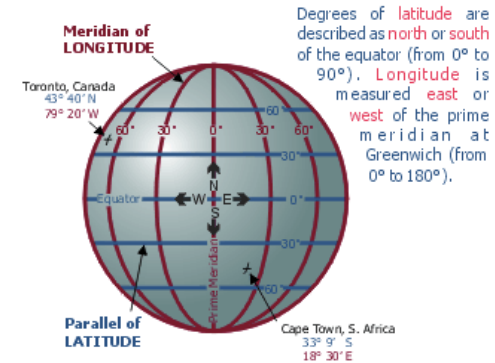 Meridian of
LONGITUDE
Degrees of latitude are
described as north or south
of the equator (from 0° to
90°). Longitude is
measured east or
west of the prime
meridian at
Greenwich (from
0° to 180°).
Toronto, Canada
43° 40' N
79° 20' W
60
60° 30° 0° 30° 60°
30°
Equator
W E
N
S
0°
30°
60
Prime Meridian
Parallel of
LATITUDE
Cape Town, S. Africa
33° 9' S
18° 30' E